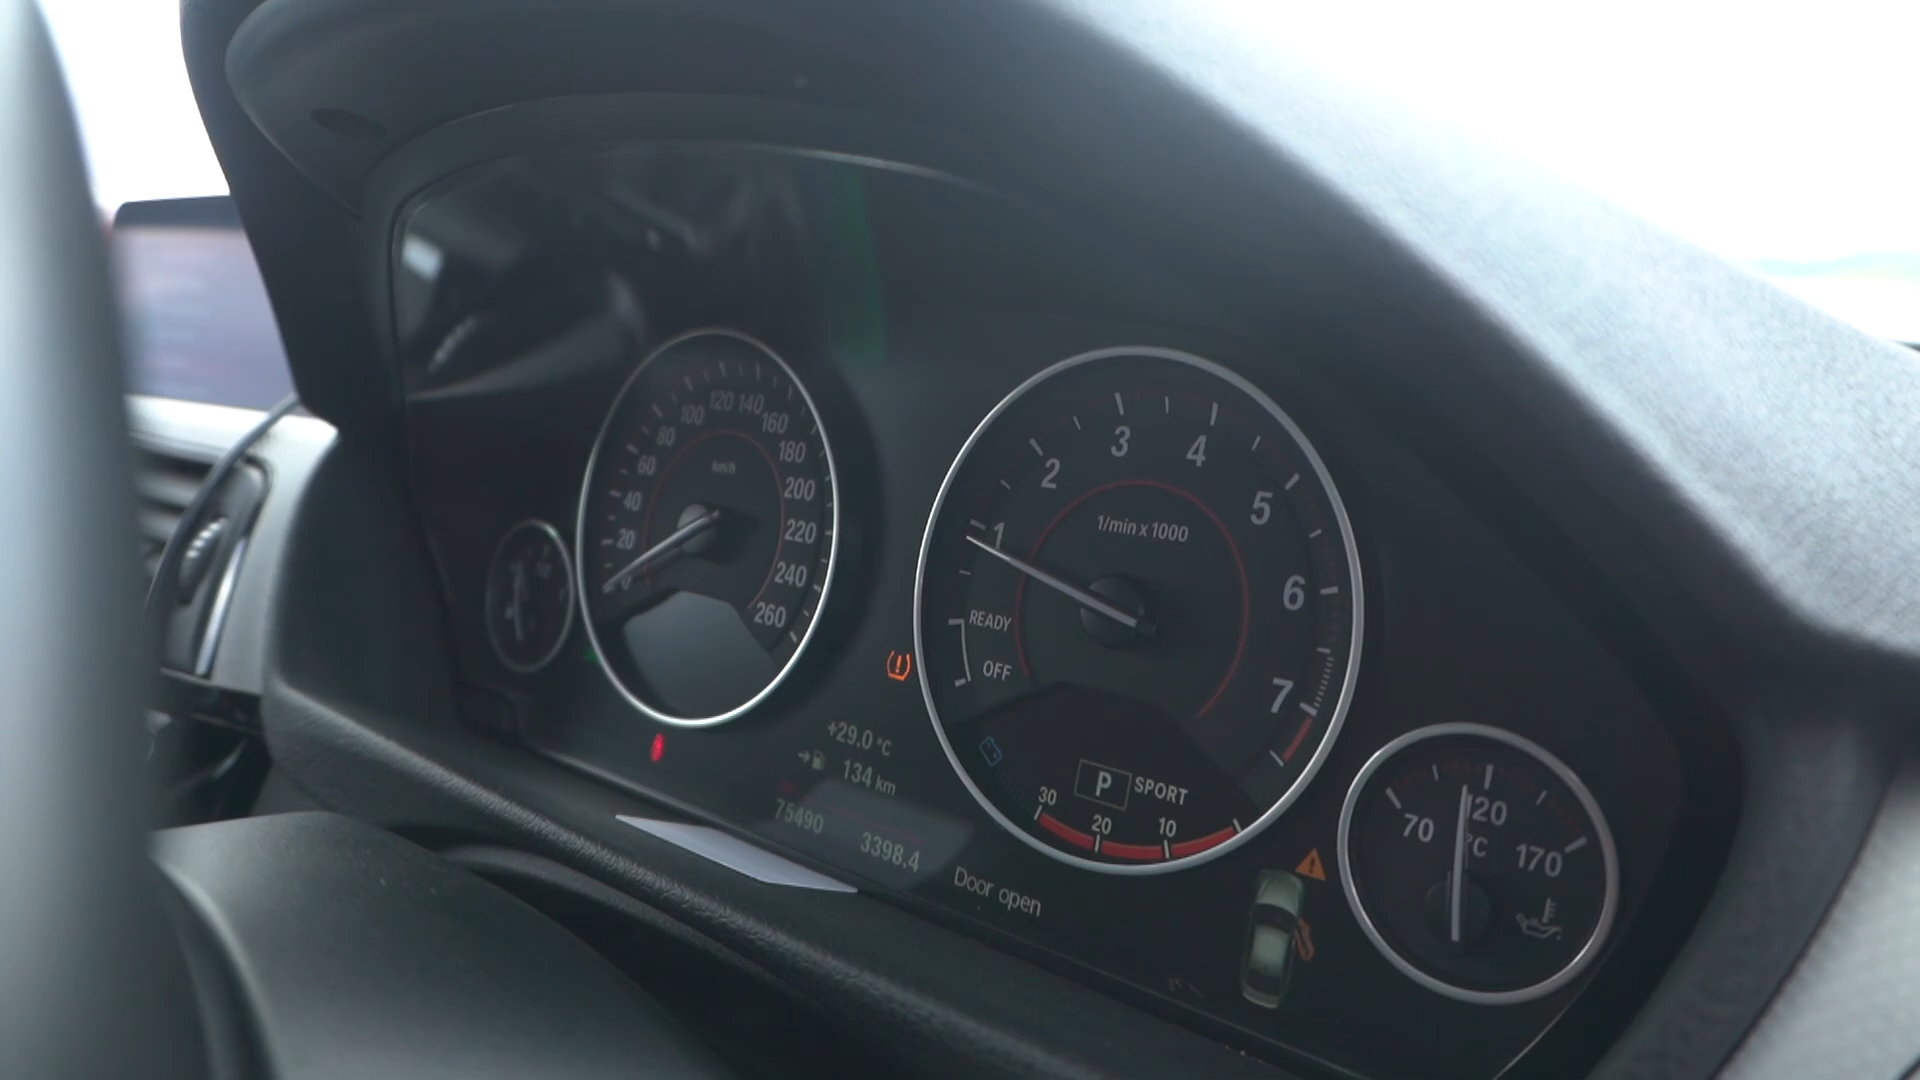 0 20 40 60 80 100 120 140 160 180 200 220 240 260
km/h
1 2 3 4 5 6 7
1/min x 1000
READY
OFF
P SPORT
30 20 10
+29.0 °C
134 km
75490 3398.4
Door open
70 120 170
°C